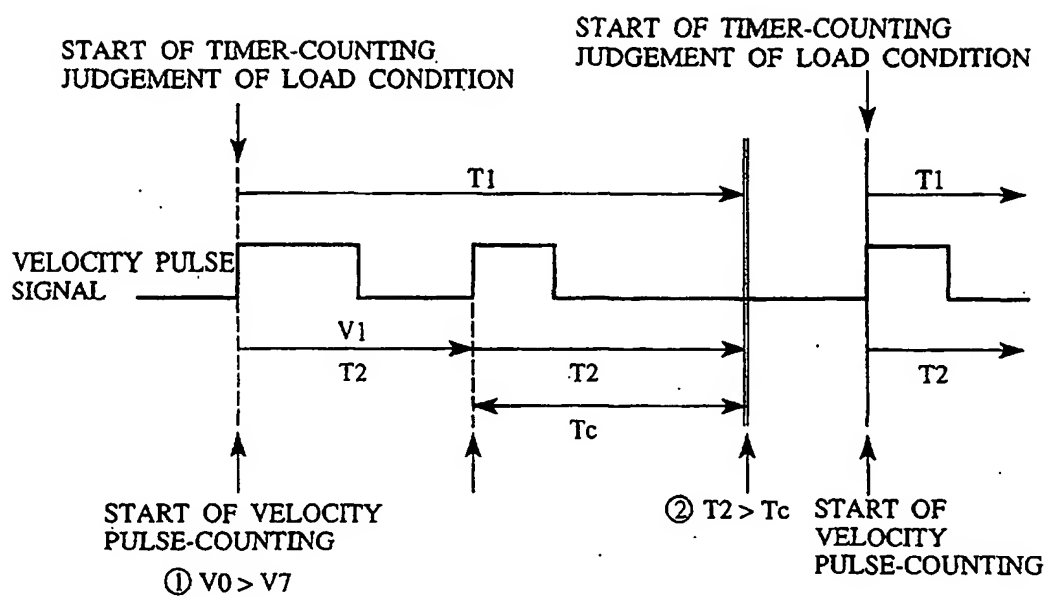 START OF TIMER-COUNTING
JUDGEMENT OF LOAD CONDITION
START OF TIMER-COUNTING
JUDGEMENT OF LOAD CONDITION
T1
T1
VELOCITY PULSE
SIGNAL
V1
T2
T2
T2
Tc
START OF VELOCITY
PULSE-COUNTING
① V0 > V7
② T2 > Tc
START OF
VELOCITY
PULSE-COUNTING